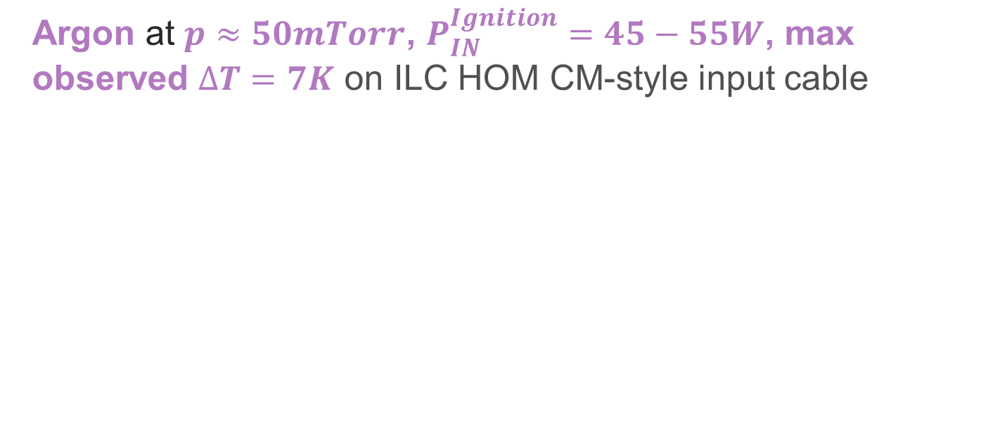 Argon at p ≈ 50mTorr, P_IN^Ignition = 45 − 55W, max
observed ΔT = 7K on ILC HOM CM-style input cable